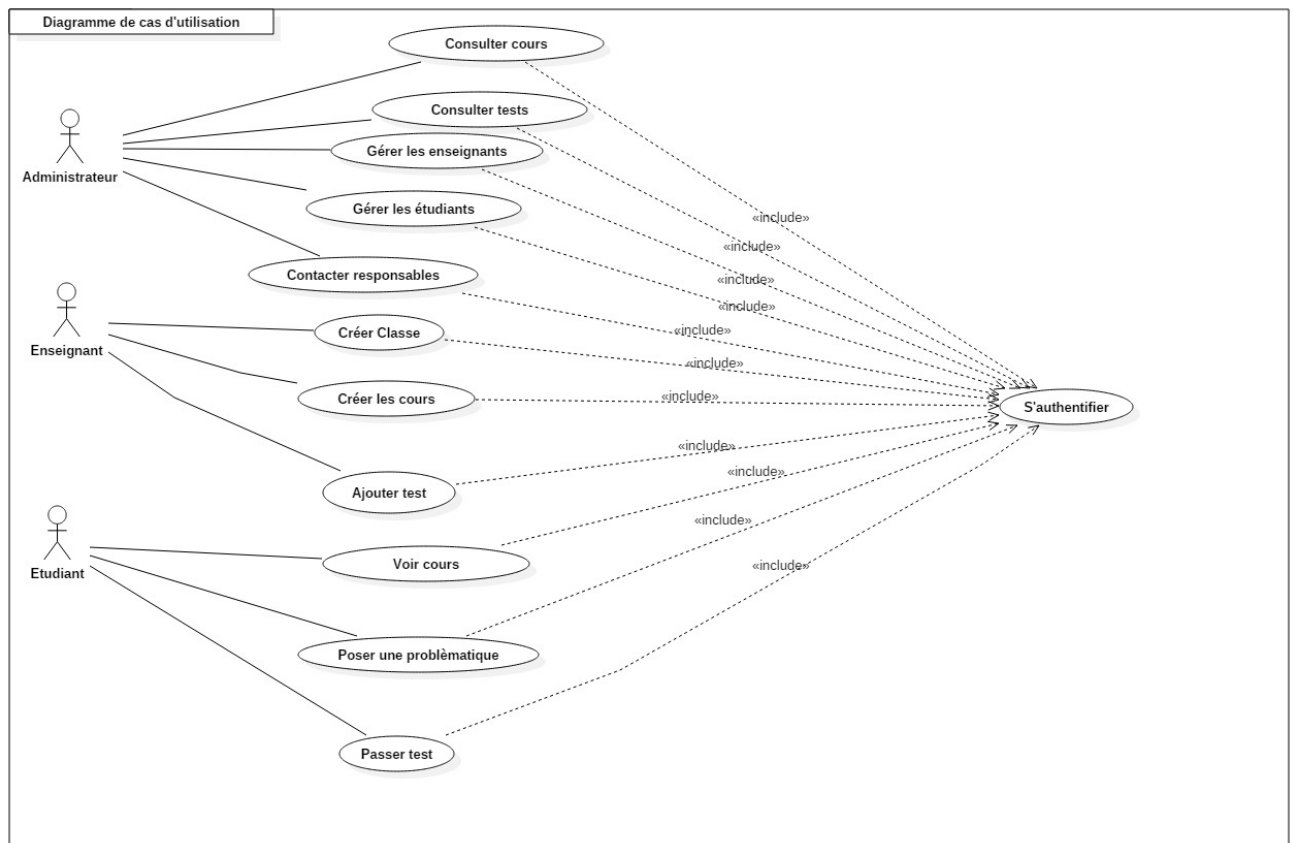 Diagramme de cas d'utilisation
Consulter cours
Consulter tests
Administrateur
Gérer les enseignants
Gérer les étudiants
«include»
«include»
«include»
«include»
Contacter responsables
Enseignant
Créer Classe
«include»
«include»
Créer les cours
«include»
S'authentifier
Ajouter test
«include»
«include»
Etudiant
Voir cours
«include»
«include»
Poser une problèmatique
Passer test